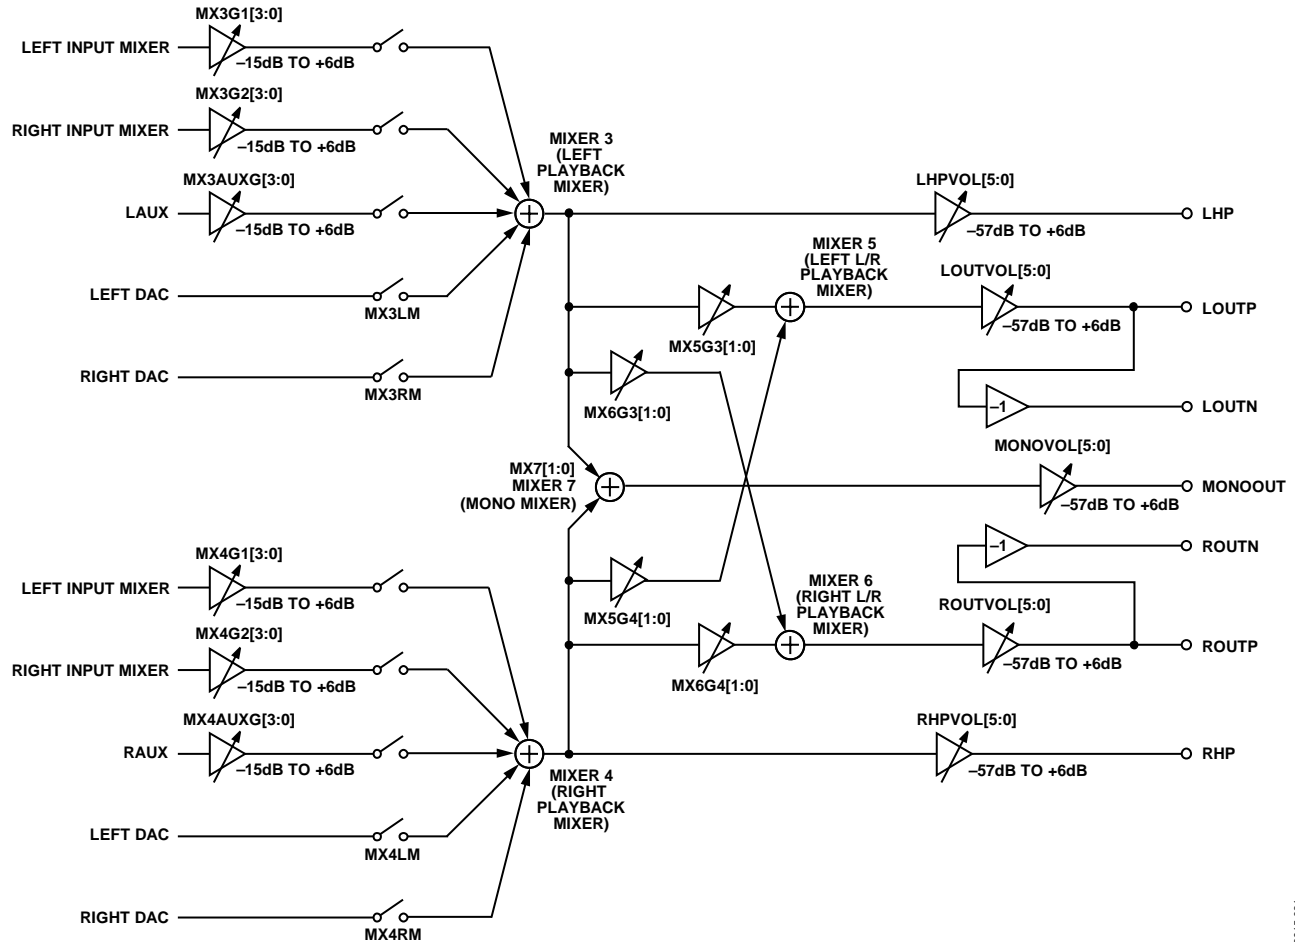 MX3G1[3:0]
LEFT INPUT MIXER
–15dB TO +6dB
MX3G2[3:0]
RIGHT INPUT MIXER
–15dB TO +6dB
MX3AUXG[3:0]
LAUX
–15dB TO +6dB
LEFT DAC
MX3LM
RIGHT DAC
MX3RM
MIXER 3
(LEFT
PLAYBACK
MIXER)
LHPVOL[5:0]
–57dB TO +6dB
LHP
MIXER 5
(LEFT L/R
PLAYBACK
MIXER)
MX5G3[1:0]
LOUTVOL[5:0]
–57dB TO +6dB
LOUTP
MX6G3[1:0]
–1
LOUTN
MX7[1:0]
MIXER 7
(MONO MIXER)
MONOVOL[5:0]
–57dB TO +6dB
MONOOUT
–1
ROUTN
MX5G4[1:0]
MIXER 6
(RIGHT L/R
PLAYBACK
MIXER)
MX6G4[1:0]
ROUTVOL[5:0]
–57dB TO +6dB
ROUTP
MX4G1[3:0]
LEFT INPUT MIXER
–15dB TO +6dB
MX4G2[3:0]
RIGHT INPUT MIXER
–15dB TO +6dB
MX4AUXG[3:0]
RAUX
–15dB TO +6dB
LEFT DAC
MX4LM
RIGHT DAC
MX4RM
MIXER 4
(RIGHT
PLAYBACK
MIXER)
RHPVOL[5:0]
–57dB TO +6dB
RHP